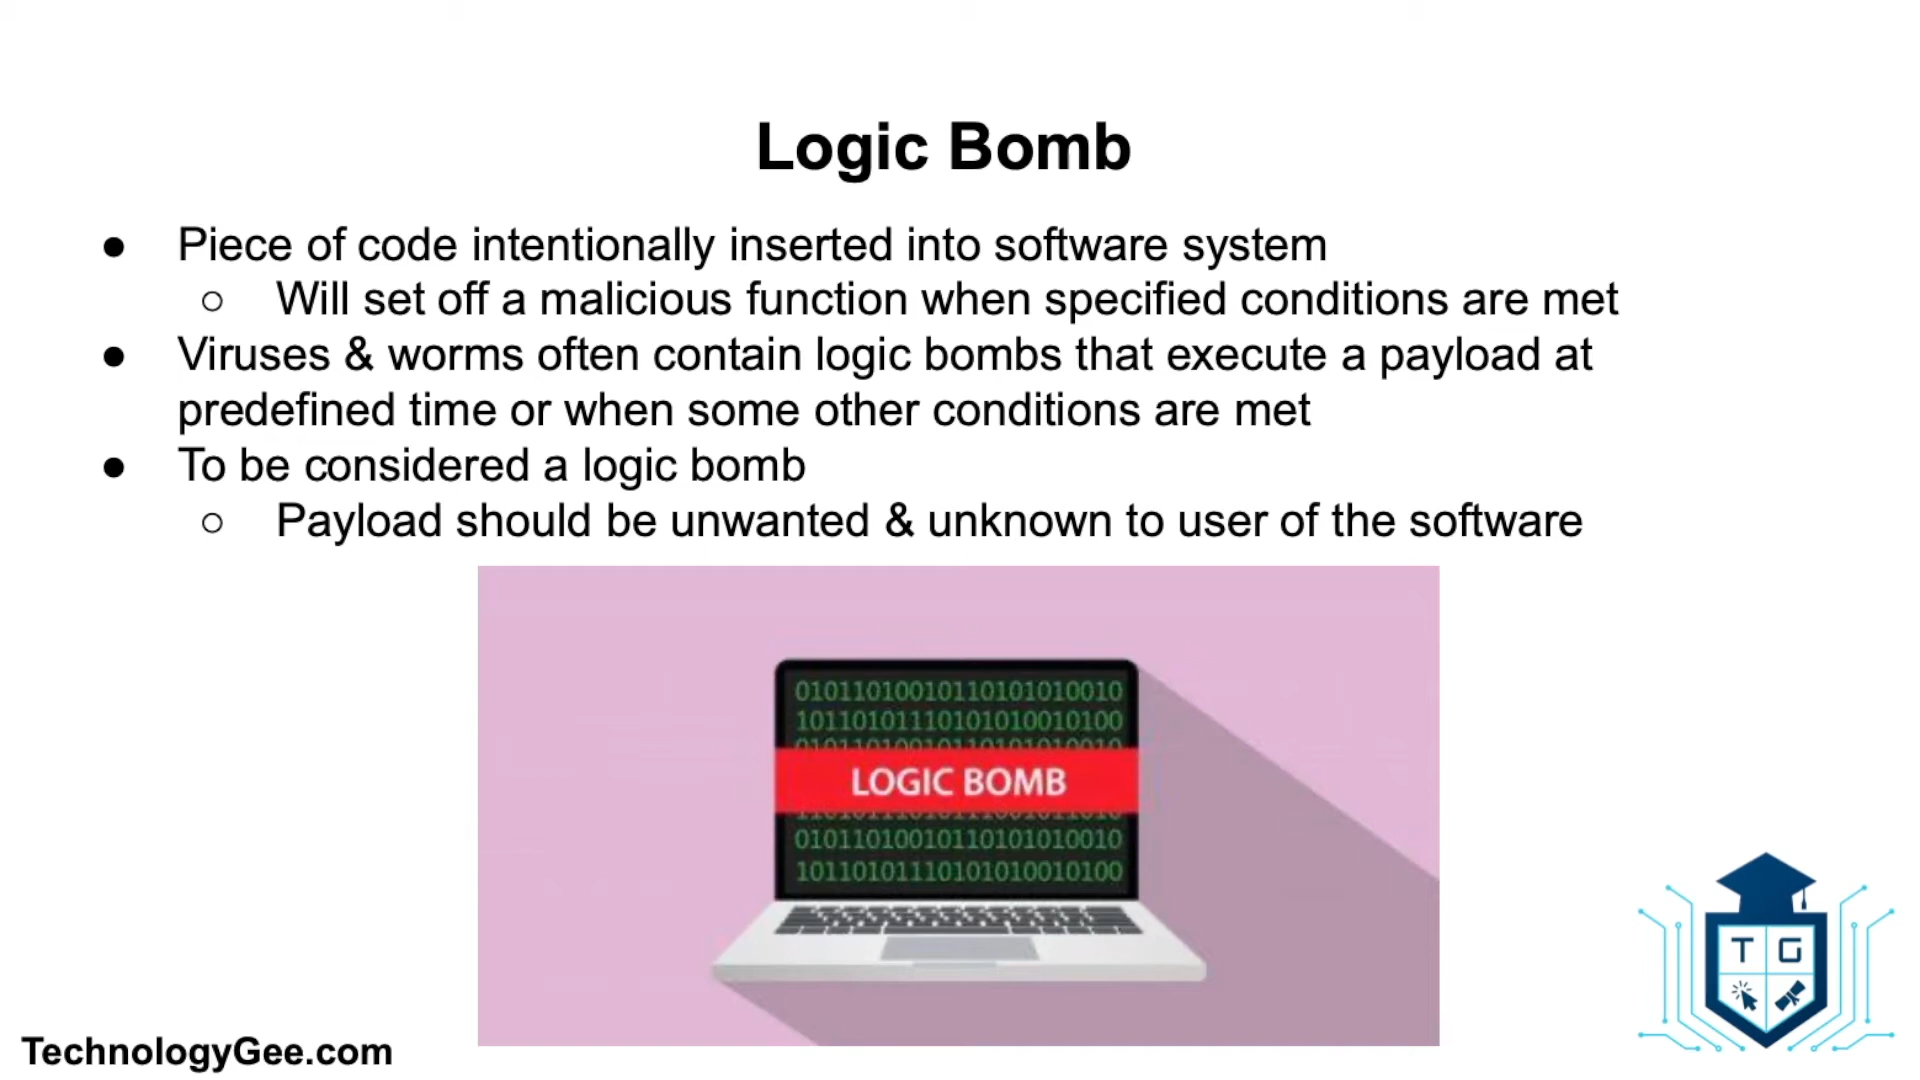 Logic Bomb
● Piece of code intentionally inserted into software system
○ Will set off a malicious function when specified conditions are met
● Viruses & worms often contain logic bombs that execute a payload at
predefined time or when some other conditions are met
● To be considered a logic bomb
○ Payload should be unwanted & unknown to user of the software
01011010010110101010010
10110101110101010010100
LOGIC BOMB
01011010010110101010010
10110101110101010010100
T G
TechnologyGee.com